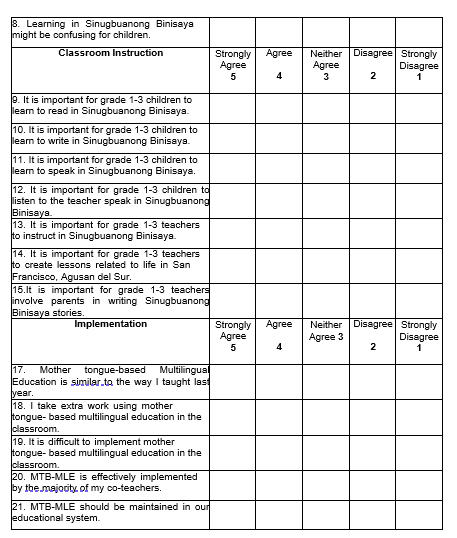 8. Learning in Sinugbuanong Binisaya
might be confusing for children.
Classroom Instruction
Strongly Agree 5
Agree 4
Neither Agree 3
Disagree 2
Strongly Disagree 1
9. It is important for grade 1-3 children to
learn to read in Sinugbuanong Binisaya.
10. It is important for grade 1-3 children to
learn to write in Sinugbuanong Binisaya.
11. It is important for grade 1-3 children to
learn to speak in Sinugbuanong Binisaya.
12. It is important for grade 1-3 children to
listen to the teacher speak in Sinugbuanong
Binisaya.
13. It is important for grade 1-3 teachers
to instruct in Sinugbuanong Binisaya.
14. It is important for grade 1-3 teachers
to create lessons related to life in San
Francisco, Agusan del Sur.
15.It is important for grade 1-3 teachers
involve parents in writing Sinugbuanong
Binisaya stories.
Implementation
Strongly Agree 5
Agree 4
Neither Agree 3
Disagree 2
Strongly Disagree 1
17. Mother tongue-based Multilingual
Education is similar to the way I taught last
year.
18. I take extra work using mother
tongue- based multilingual education in the
classroom.
19. It is difficult to implement mother
tongue- based multilingual education in the
classroom.
20. MTB-MLE is effectively implemented
by the majority of my co-teachers.
21. MTB-MLE should be maintained in our
educational system.